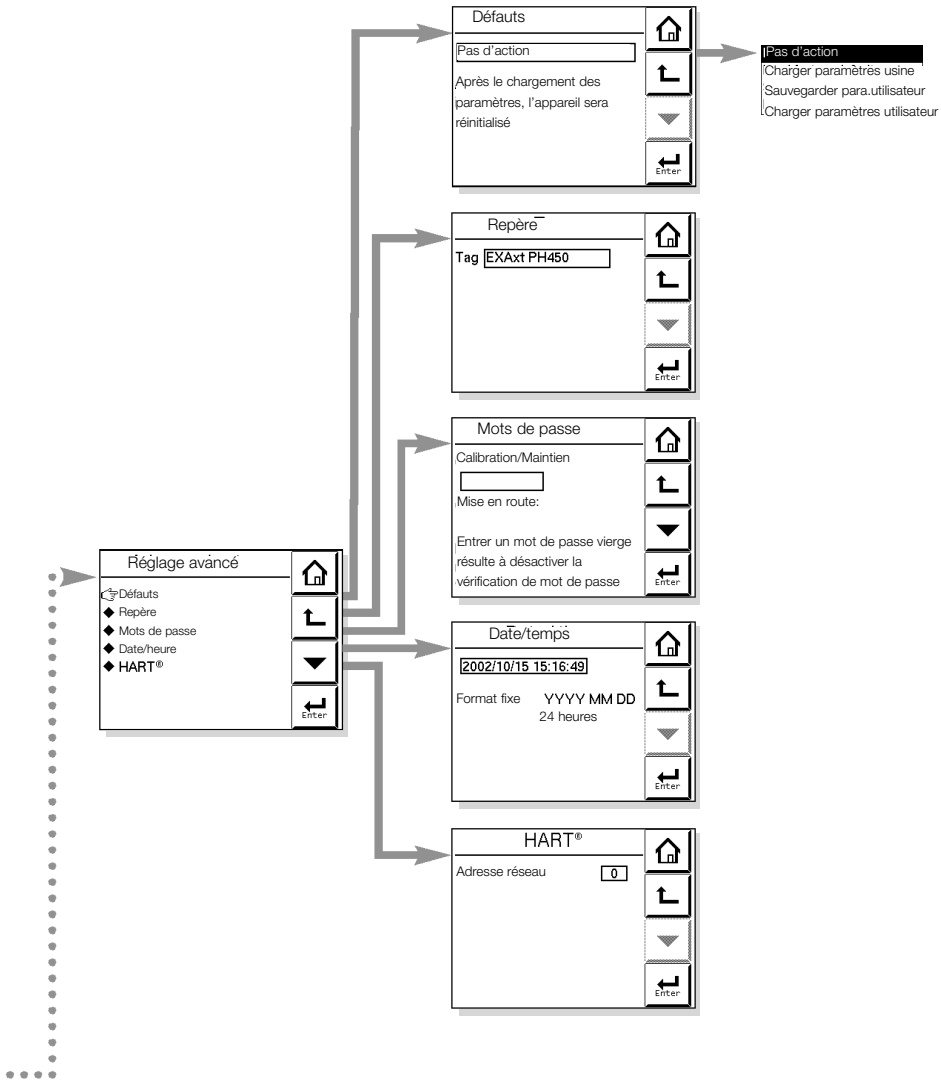 Défauts
Pas d'action
Après le chargement des
paramètres, l'appareil sera
réinitialisé
Enter
Pas d'action
Charger paramètres usine
Sauvegarder para.utilisateur
Charger paramètres utilisateur
Repère
Tag EXAxt PH450
Enter
Mots de passe
Calibration/Maintien
Mise en route:
Entrer un mot de passe vierge
résulte à désactiver la
vérification de mot de passe
Enter
Réglage avancé
Défauts
Repère
Mots de passe
Date/heure
HART®
Enter
Date/temps
2002/10/15 15:16:49
Format fixe YYYY MM DD
24 heures
Enter
HART®
Adresse réseau 0
Enter